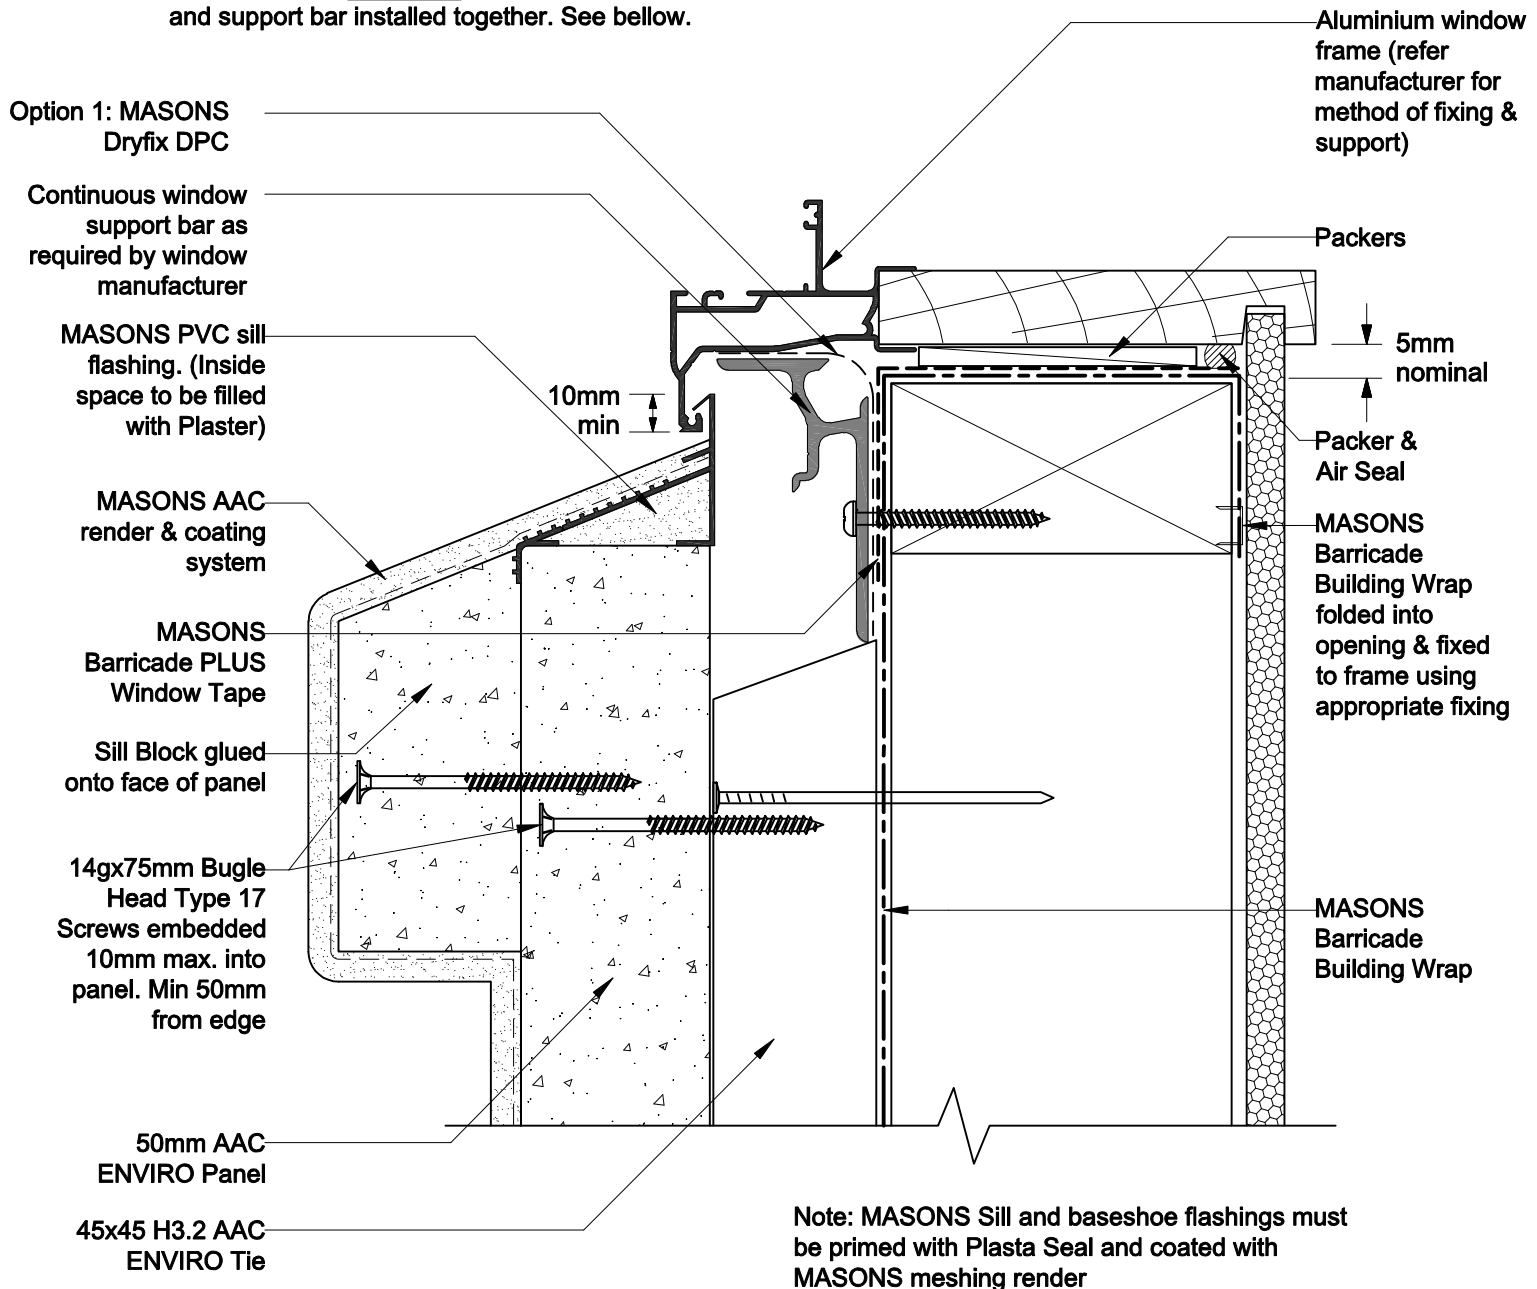 and support bar installed together. See bellow.
Option 1: MASONS
Dryfix DPC
Continuous window
support bar as
required by window
manufacturer
MASONS PVC sill
flashing. (Inside
space to be filled
with Plaster)
MASONS AAC
render & coating
system
MASONS
Barricade PLUS
Window Tape
Sill Block glued
onto face of panel
14gx75mm Bugle
Head Type 17
Screws embedded
10mm max. into
panel. Min 50mm
from edge
50mm AAC
ENVIRO Panel
45x45 H3.2 AAC
ENVIRO Tie
10mm
min
Aluminium window
frame (refer
manufacturer for
method of fixing &
support)
Packers
5mm
nominal
Packer &
Air Seal
MASONS
Barricade
Building Wrap
folded into
opening & fixed
to frame using
appropriate fixing
MASONS
Barricade
Building Wrap
Note: MASONS Sill and baseshoe flashings must
be primed with Plasta Seal and coated with
MASONS meshing render